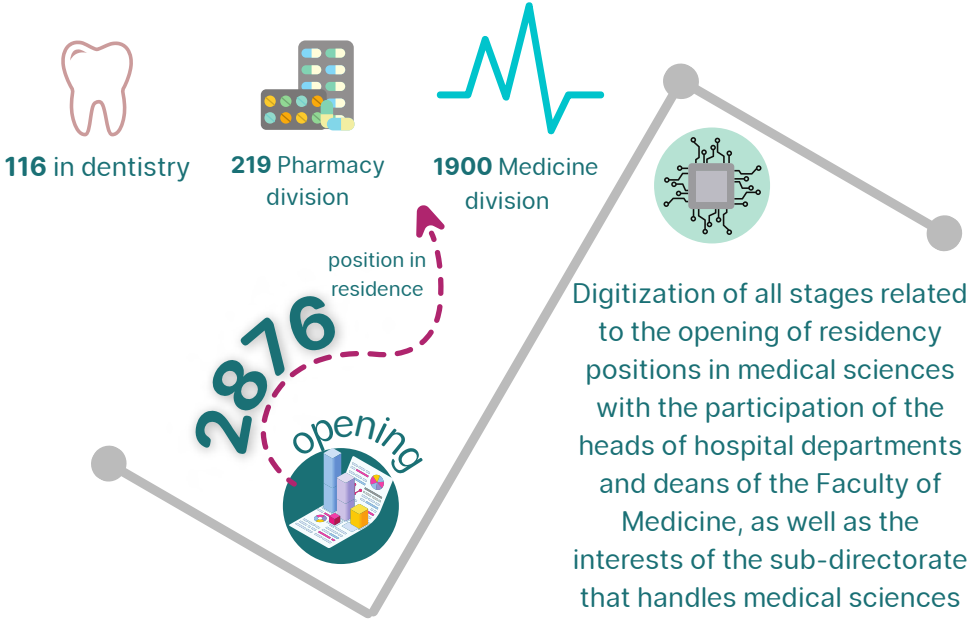 116 in dentistry
219 Pharmacy
division
1900 Medicine
division
position in
residence
2876
opening
Digitization of all stages related
to the opening of residency
positions in medical sciences
with the participation of the
heads of hospital departments
and deans of the Faculty of
Medicine, as well as the
interests of the sub-directorate
that handles medical sciences